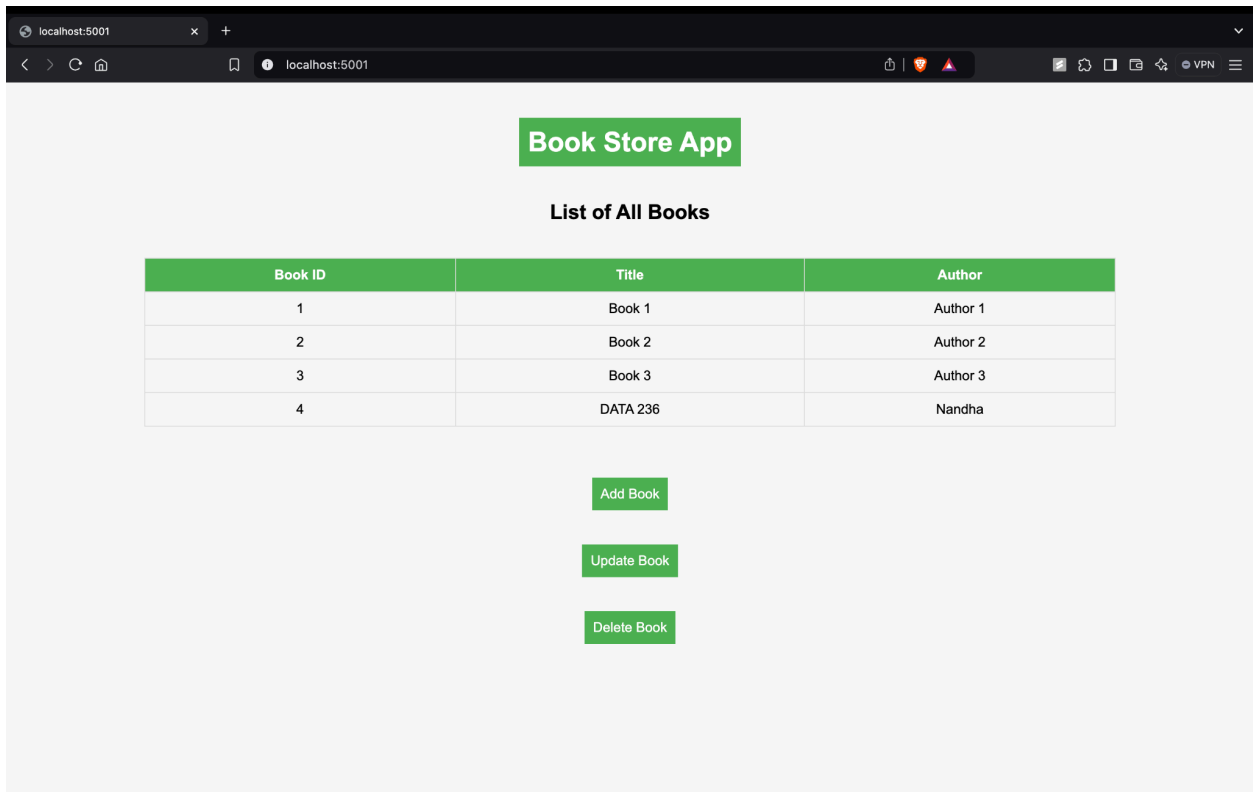 localhost:5001
localhost:5001
VPN
Book Store App
List of All Books
Book ID Title Author
1 Book 1 Author 1
2 Book 2 Author 2
3 Book 3 Author 3
4 DATA 236 Nandha
Add Book
Update Book
Delete Book